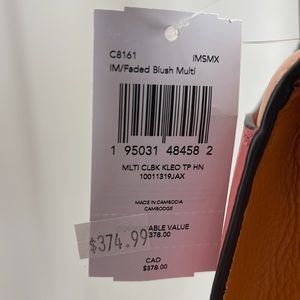 C8161 IMSMX
IM/Faded Blush Multi
1 95031 48458 2
MLTI CLBK KLEO TP HN
10011319JAX
MADE IN CAMBODIA
CAMBODGE
ABLE VALUE
378.00
$374.99
CAD
$378.00